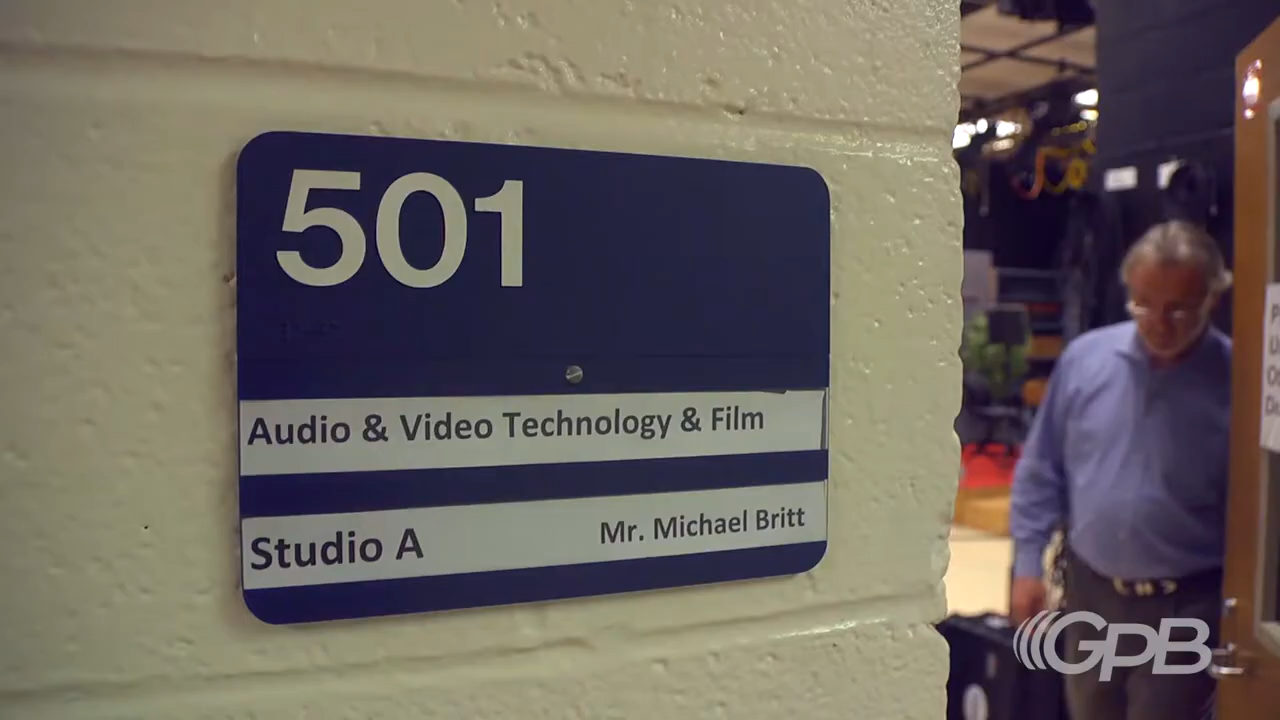 501
Audio & Video Technology & Film
Studio A
Mr. Michael Britt
GPB